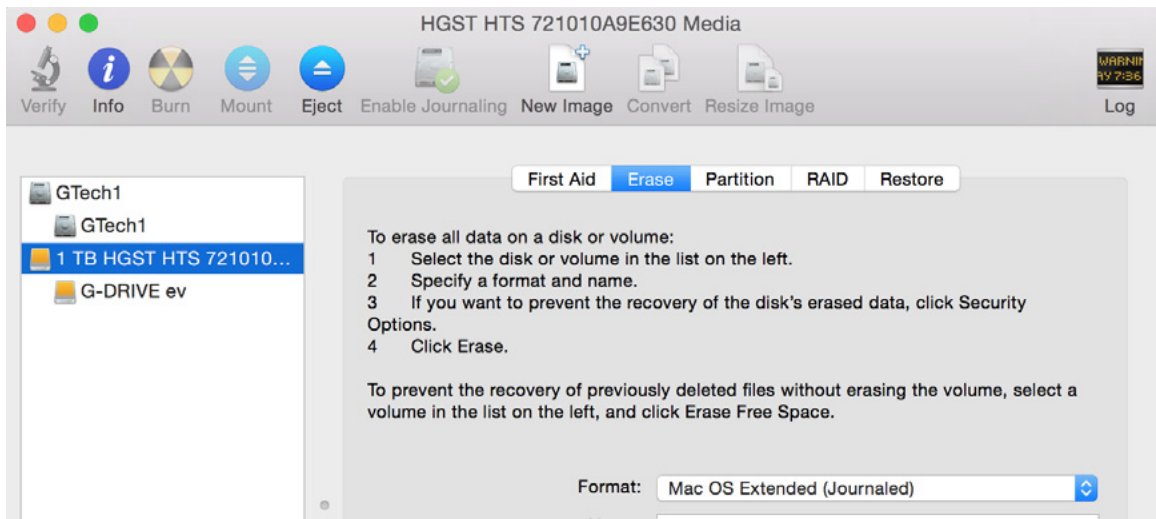 HGST HTS 721010A9E630 Media
Verify Info Burn Mount Eject Enable Journaling New Image Convert Resize Image Log
WARNIN
AY 7:36
First Aid Erase Partition RAID Restore
GTech1
GTech1
1 TB HGST HTS 721010...
G-DRIVE ev
To erase all data on a disk or volume:
1 Select the disk or volume in the list on the left.
2 Specify a format and name.
3 If you want to prevent the recovery of the disk's erased data, click Security
Options.
4 Click Erase.
To prevent the recovery of previously deleted files without erasing the volume, select a
volume in the list on the left, and click Erase Free Space.
Format: Mac OS Extended (Journaled)